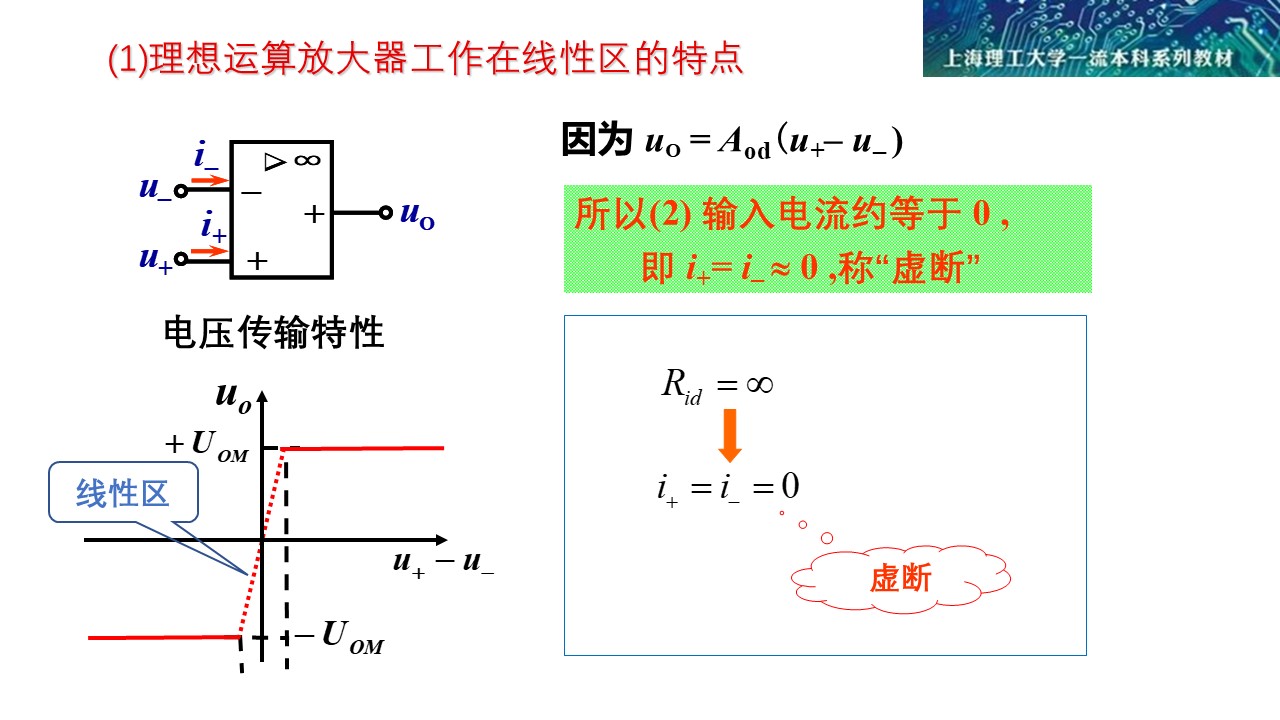 (1)理想运算放大器工作在线性区的特点
上海理工大学一流本科系列教材
因为 uO = Aod (u+– u– )
所以(2) 输入电流约等于 0 ,
即 i+= i– ≈ 0 ,称“虚断”
i–
▷ ∞
u–
–
i+
+
uO
u+
+
电压传输特性
uo
+ UOM
线性区
u+ – u–
– UOM
Rid = ∞
i+ = i– = 0
虚断